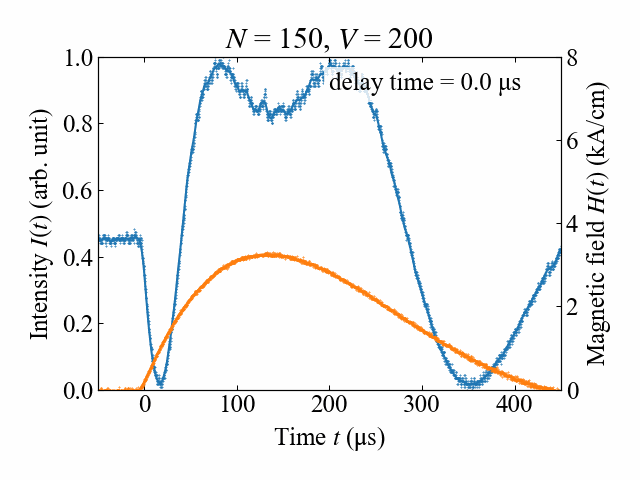 N = 150, V = 200
delay time = 0.0 μs
Intensity I(t) (arb. unit)
1.0
0.8
0.6
0.4
0.2
0.0
8
6
4
2
0
Magnetic field H(t) (kA/cm)
0 100 200 300 400
Time t (μs)